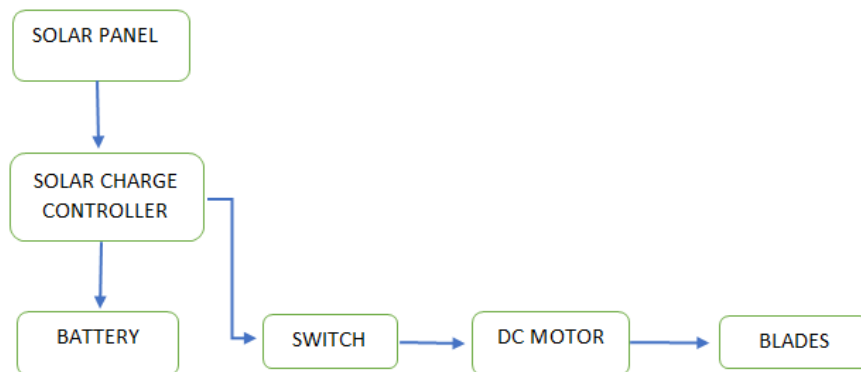 SOLAR PANEL
SOLAR CHARGE
CONTROLLER
BATTERY
SWITCH
DC MOTOR
BLADES